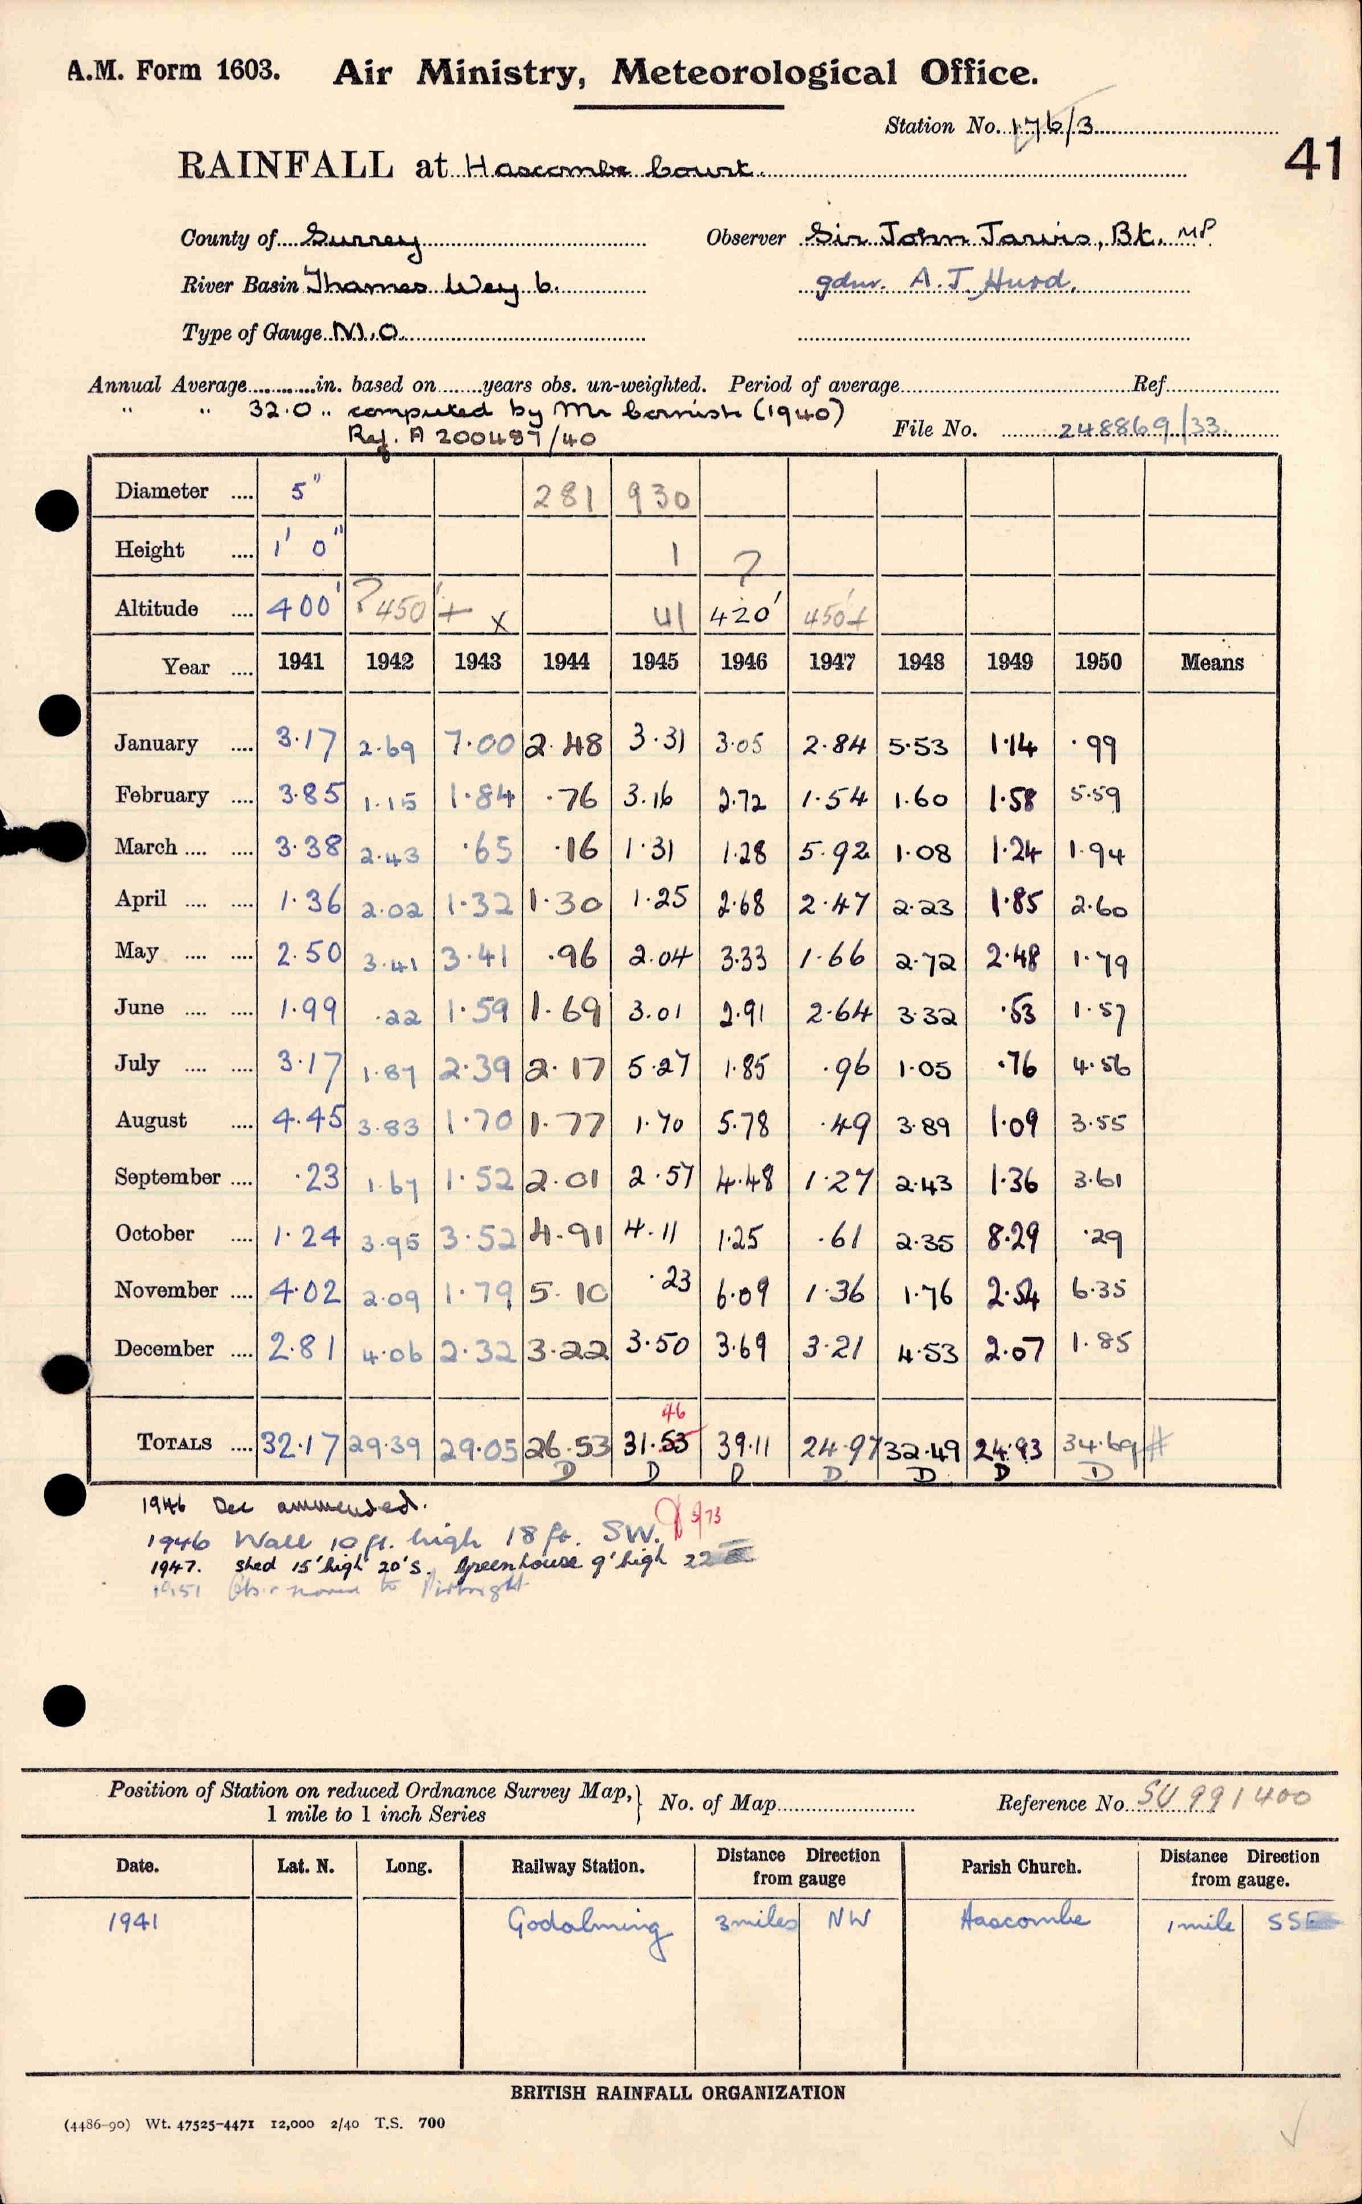 A.M. Form 1603. Air Ministry, Meteorological Office.
Station No. 176/3
41
RAINFALL at Hascombe Court.
County of Surrey Observer Sir John Jarvis, Bt. MP.
River Basin Thames Wey 6. gdnr. A. J. Hurd.
Type of Gauge M.O.
Annual Average in. based on years obs. un-weighted. Period of average Ref
" " 32.0 " computed by Mr Cornish (1940)
Ref. A 200487/40 File No. 248869/33.
Diameter 5" 281 930
Height 1' 0" 1 ?
Altitude 400' ?450'+ x 41 420' 450'+
Year 1941 1942 1943 1944 1945 1946 1947 1948 1949 1950 Means
January 3.17 2.69 7.00 2.48 3.31 3.05 2.84 5.53 1.14 .99
February 3.85 1.15 1.84 .76 3.16 2.72 1.54 1.60 1.58 5.59
March 3.38 2.43 .65 .16 1.31 1.28 5.92 1.08 1.24 1.94
April 1.36 2.02 1.32 1.30 1.25 2.68 2.47 2.23 1.85 2.60
May 2.50 3.41 3.41 .96 2.04 3.33 1.66 2.72 2.48 1.79
June 1.99 .22 1.59 1.69 3.01 2.91 2.64 3.32 .53 1.57
July 3.17 1.87 2.39 2.17 5.27 1.85 .96 1.05 .76 4.56
August 4.45 3.83 1.70 1.77 1.70 5.78 .49 3.89 1.09 3.55
September .23 1.67 1.52 2.01 2.57 4.48 1.27 2.43 1.36 3.61
October 1.24 3.95 3.52 4.91 4.11 1.25 .61 2.35 8.29 .29
November 4.02 2.09 1.79 5.10 .23 6.09 1.36 1.76 2.54 6.35
December 2.81 4.06 2.32 3.22 3.50 3.69 3.21 4.53 2.07 1.85
46
TOTALS 32.17 29.39 29.05 26.53 31.53 39.11 24.97 32.49 24.93 34.69 #
D D D D D D D
1946 Dec ammended.
1946 Wall 10 ft. high 18 ft. SW. 5/73
1947. shed 15' high 20' S. Greenhouse 9' high 22
1951 Obsr moved to Pirbright
Position of Station on reduced Ordnance Survey Map,
1 mile to 1 inch Series No. of Map Reference No. SU 991400
Date. Lat. N. Long. Railway Station. Distance from gauge Direction Parish Church. Distance Direction from gauge.
1941 Godalming 3 miles NW Hascombe 1 mile SSE
BRITISH RAINFALL ORGANIZATION
(4486-90) Wt. 47525-4471 12,000 2/40 T.S. 700